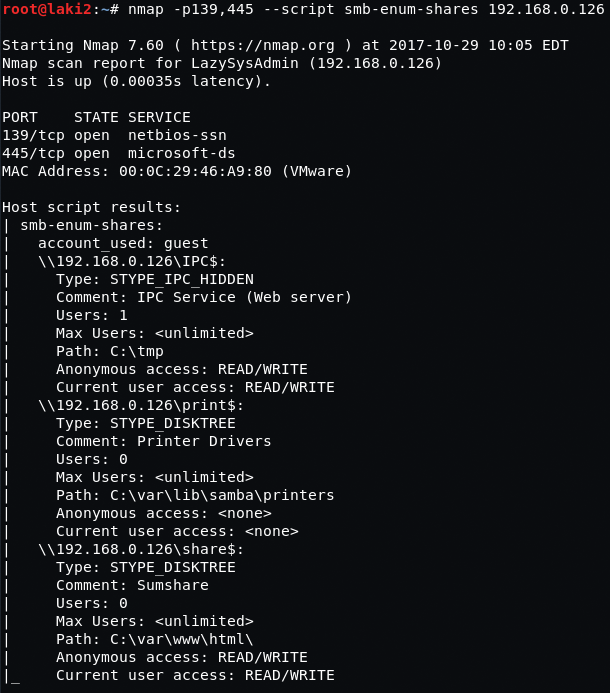 root@laki2:~# nmap -p139,445 --script smb-enum-shares 192.168.0.126
Starting Nmap 7.60 ( https://nmap.org ) at 2017-10-29 10:05 EDT
Nmap scan report for LazySysAdmin (192.168.0.126)
Host is up (0.00035s latency).
PORT    STATE SERVICE
139/tcp open  netbios-ssn
445/tcp open  microsoft-ds
MAC Address: 00:0C:29:46:A9:80 (VMware)
Host script results:
| smb-enum-shares:
|   account_used: guest
|   \\192.168.0.126\IPC$:
|     Type: STYPE_IPC_HIDDEN
|     Comment: IPC Service (Web server)
|     Users: 1
|     Max Users: <unlimited>
|     Path: C:\tmp
|     Anonymous access: READ/WRITE
|     Current user access: READ/WRITE
|   \\192.168.0.126\print$:
|     Type: STYPE_DISKTREE
|     Comment: Printer Drivers
|     Users: 0
|     Max Users: <unlimited>
|     Path: C:\var\lib\samba\printers
|     Anonymous access: <none>
|     Current user access: <none>
|   \\192.168.0.126\share$:
|     Type: STYPE_DISKTREE
|     Comment: Sumshare
|     Users: 0
|     Max Users: <unlimited>
|     Path: C:\var\www\html\
|     Anonymous access: READ/WRITE
|_    Current user access: READ/WRITE